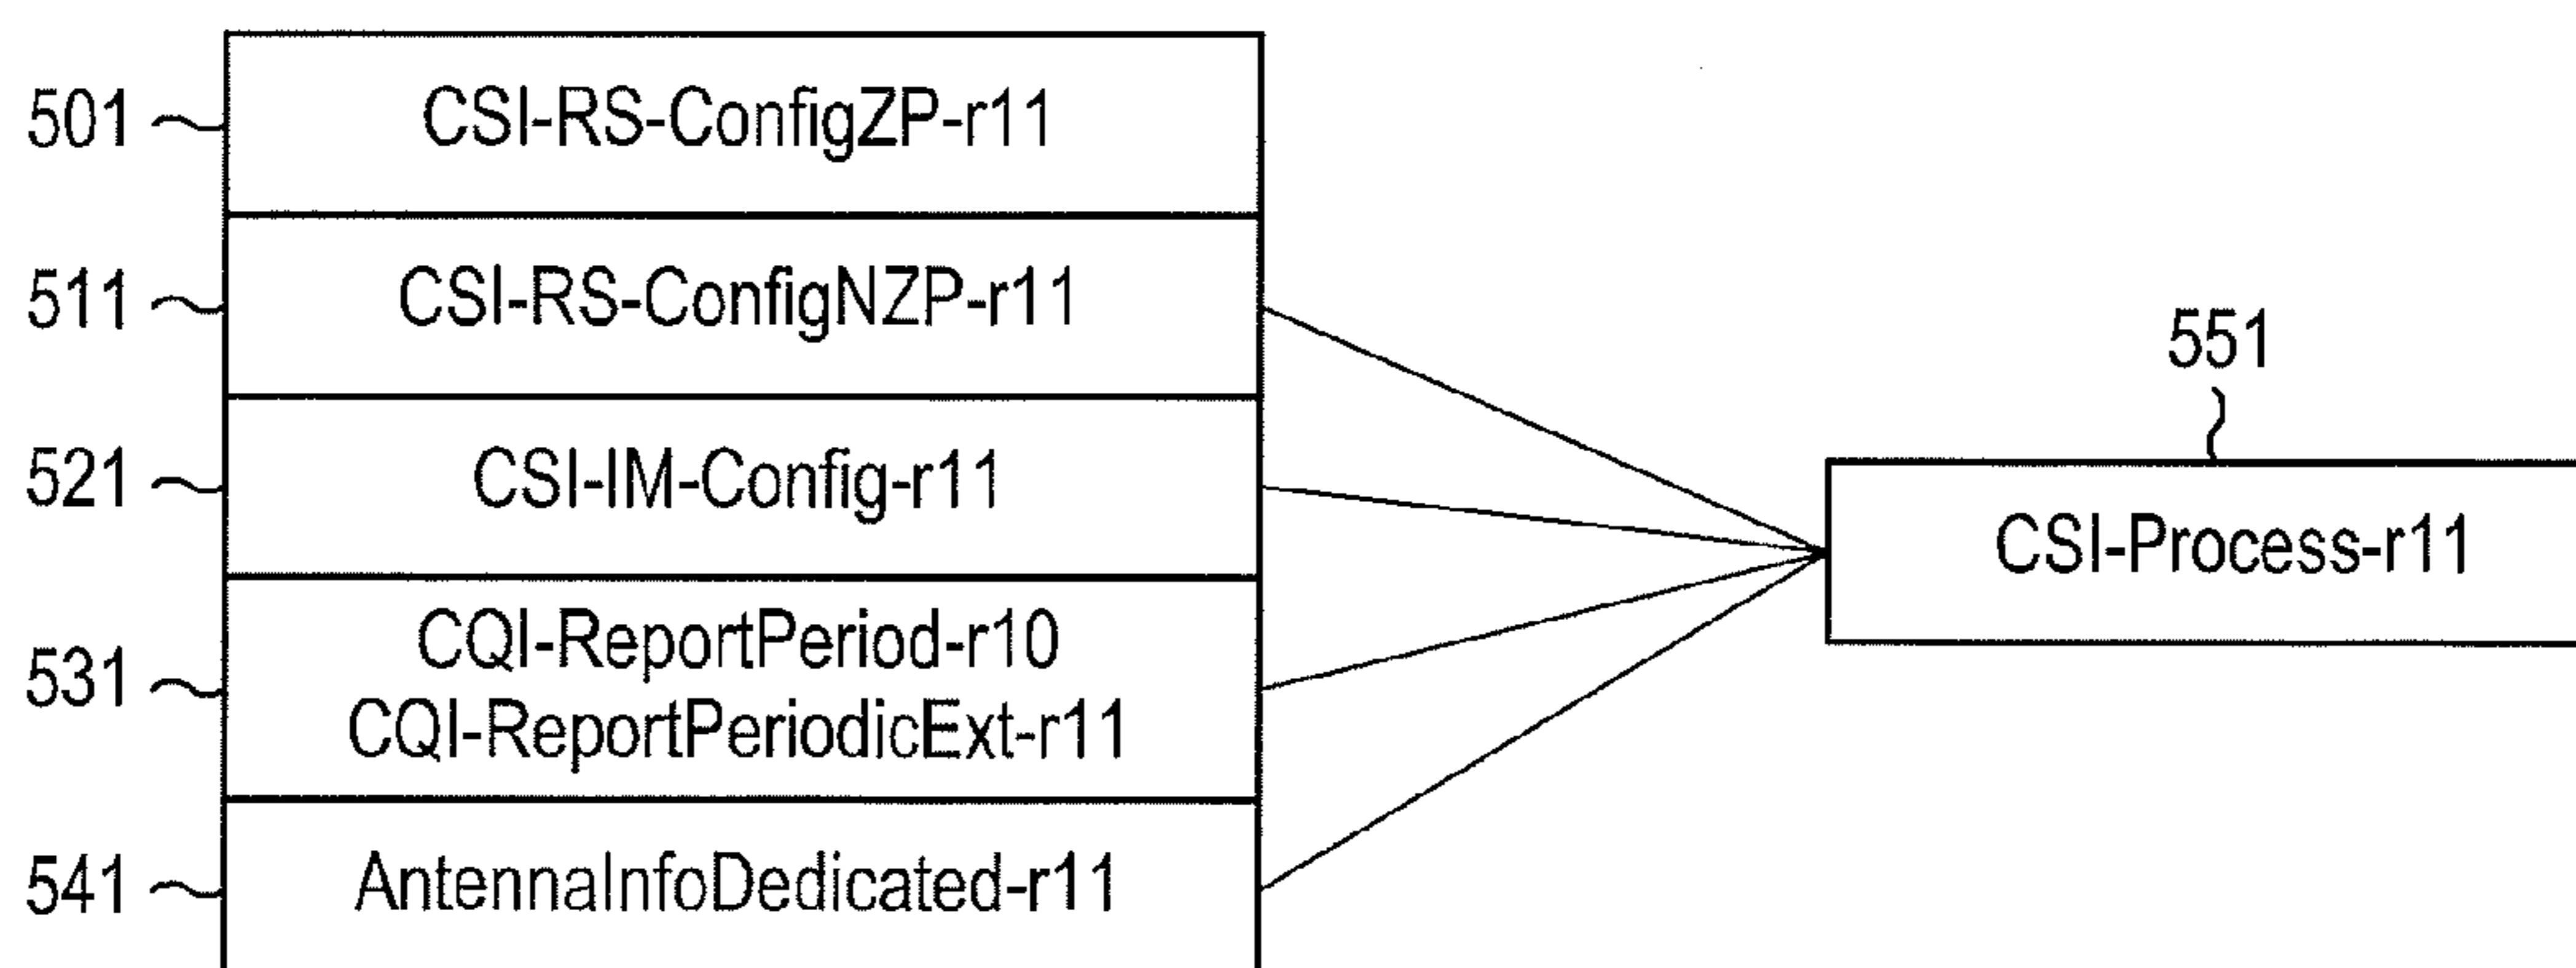 501
CSI-RS-ConfigZP-r11
511
CSI-RS-ConfigNZP-r11
551
521
CSI-IM-Config-r11
CSI-Process-r11
531
CQI-ReportPeriod-r10
CQI-ReportPeriodicExt-r11
541
AntennaInfoDedicated-r11